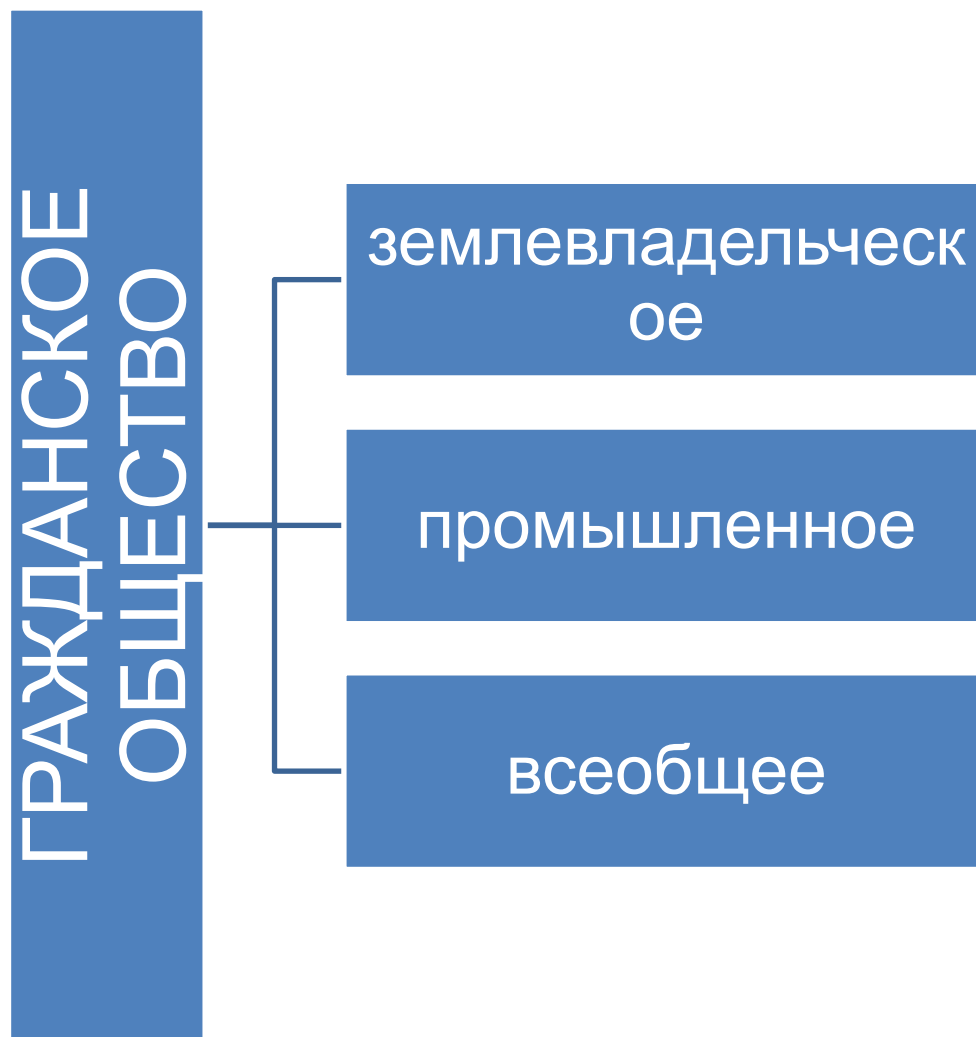 ГРАЖДАНСКОЕ
ОБЩЕСТВО
землевладельческ
ое
промышленное
всеобщее